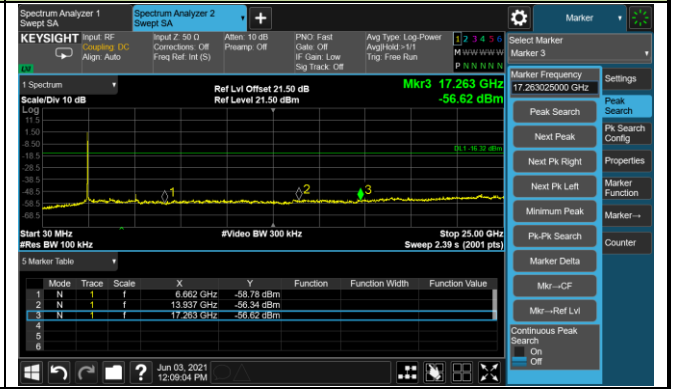 Spectrum Analyzer 1
Swept SA
Spectrum Analyzer 2
Swept SA
+
Marker
KEYSIGHT
Input: RF
Coupling: DC
Align: Auto
Input Z: 50 Ω
Corrections: Off
Freq Ref: Int (S)
Atten: 10 dB
Preamp: Off
PNO: Fast
Gate: Off
IF Gain: Low
Sig Track: Off
Avg Type: Log-Power
Avg|Hold:>1/1
Trig: Free Run
1 2 3 4 5 6
M W W W W W
P N N N N N
LXI
Select Marker
Marker 3
1 Spectrum
Scale/Div 10 dB
Ref Lvl Offset 21.50 dB
Ref Level 21.50 dBm
Mkr3 17.263 GHz
-56.62 dBm
Log
11.5
1.50
-8.50
-18.5
-28.5
-38.5
-48.5
-58.5
-68.5
DL1 -16.32 dBm
1
2
3
Start 30 MHz
#Res BW 100 kHz
#Video BW 300 kHz
Stop 25.00 GHz
Sweep 2.39 s (2001 pts)
5 Marker Table
Mode Trace Scale X Y Function Function Width Function Value
1 N 1 f 6.662 GHz -58.78 dBm
2 N 1 f 13.937 GHz -56.34 dBm
3 N 1 f 17.263 GHz -56.62 dBm
4
5
6
Marker Frequency
17.263025000 GHz
Peak Search
Next Peak
Next Pk Right
Next Pk Left
Minimum Peak
Pk-Pk Search
Marker Delta
Mkr→CF
Mkr→Ref Lvl
Continuous Peak
Search
On
Off
Settings
Peak
Search
Pk Search
Config
Properties
Marker
Function
Marker→
Counter
?
Jun 03, 2021
12:09:04 PM